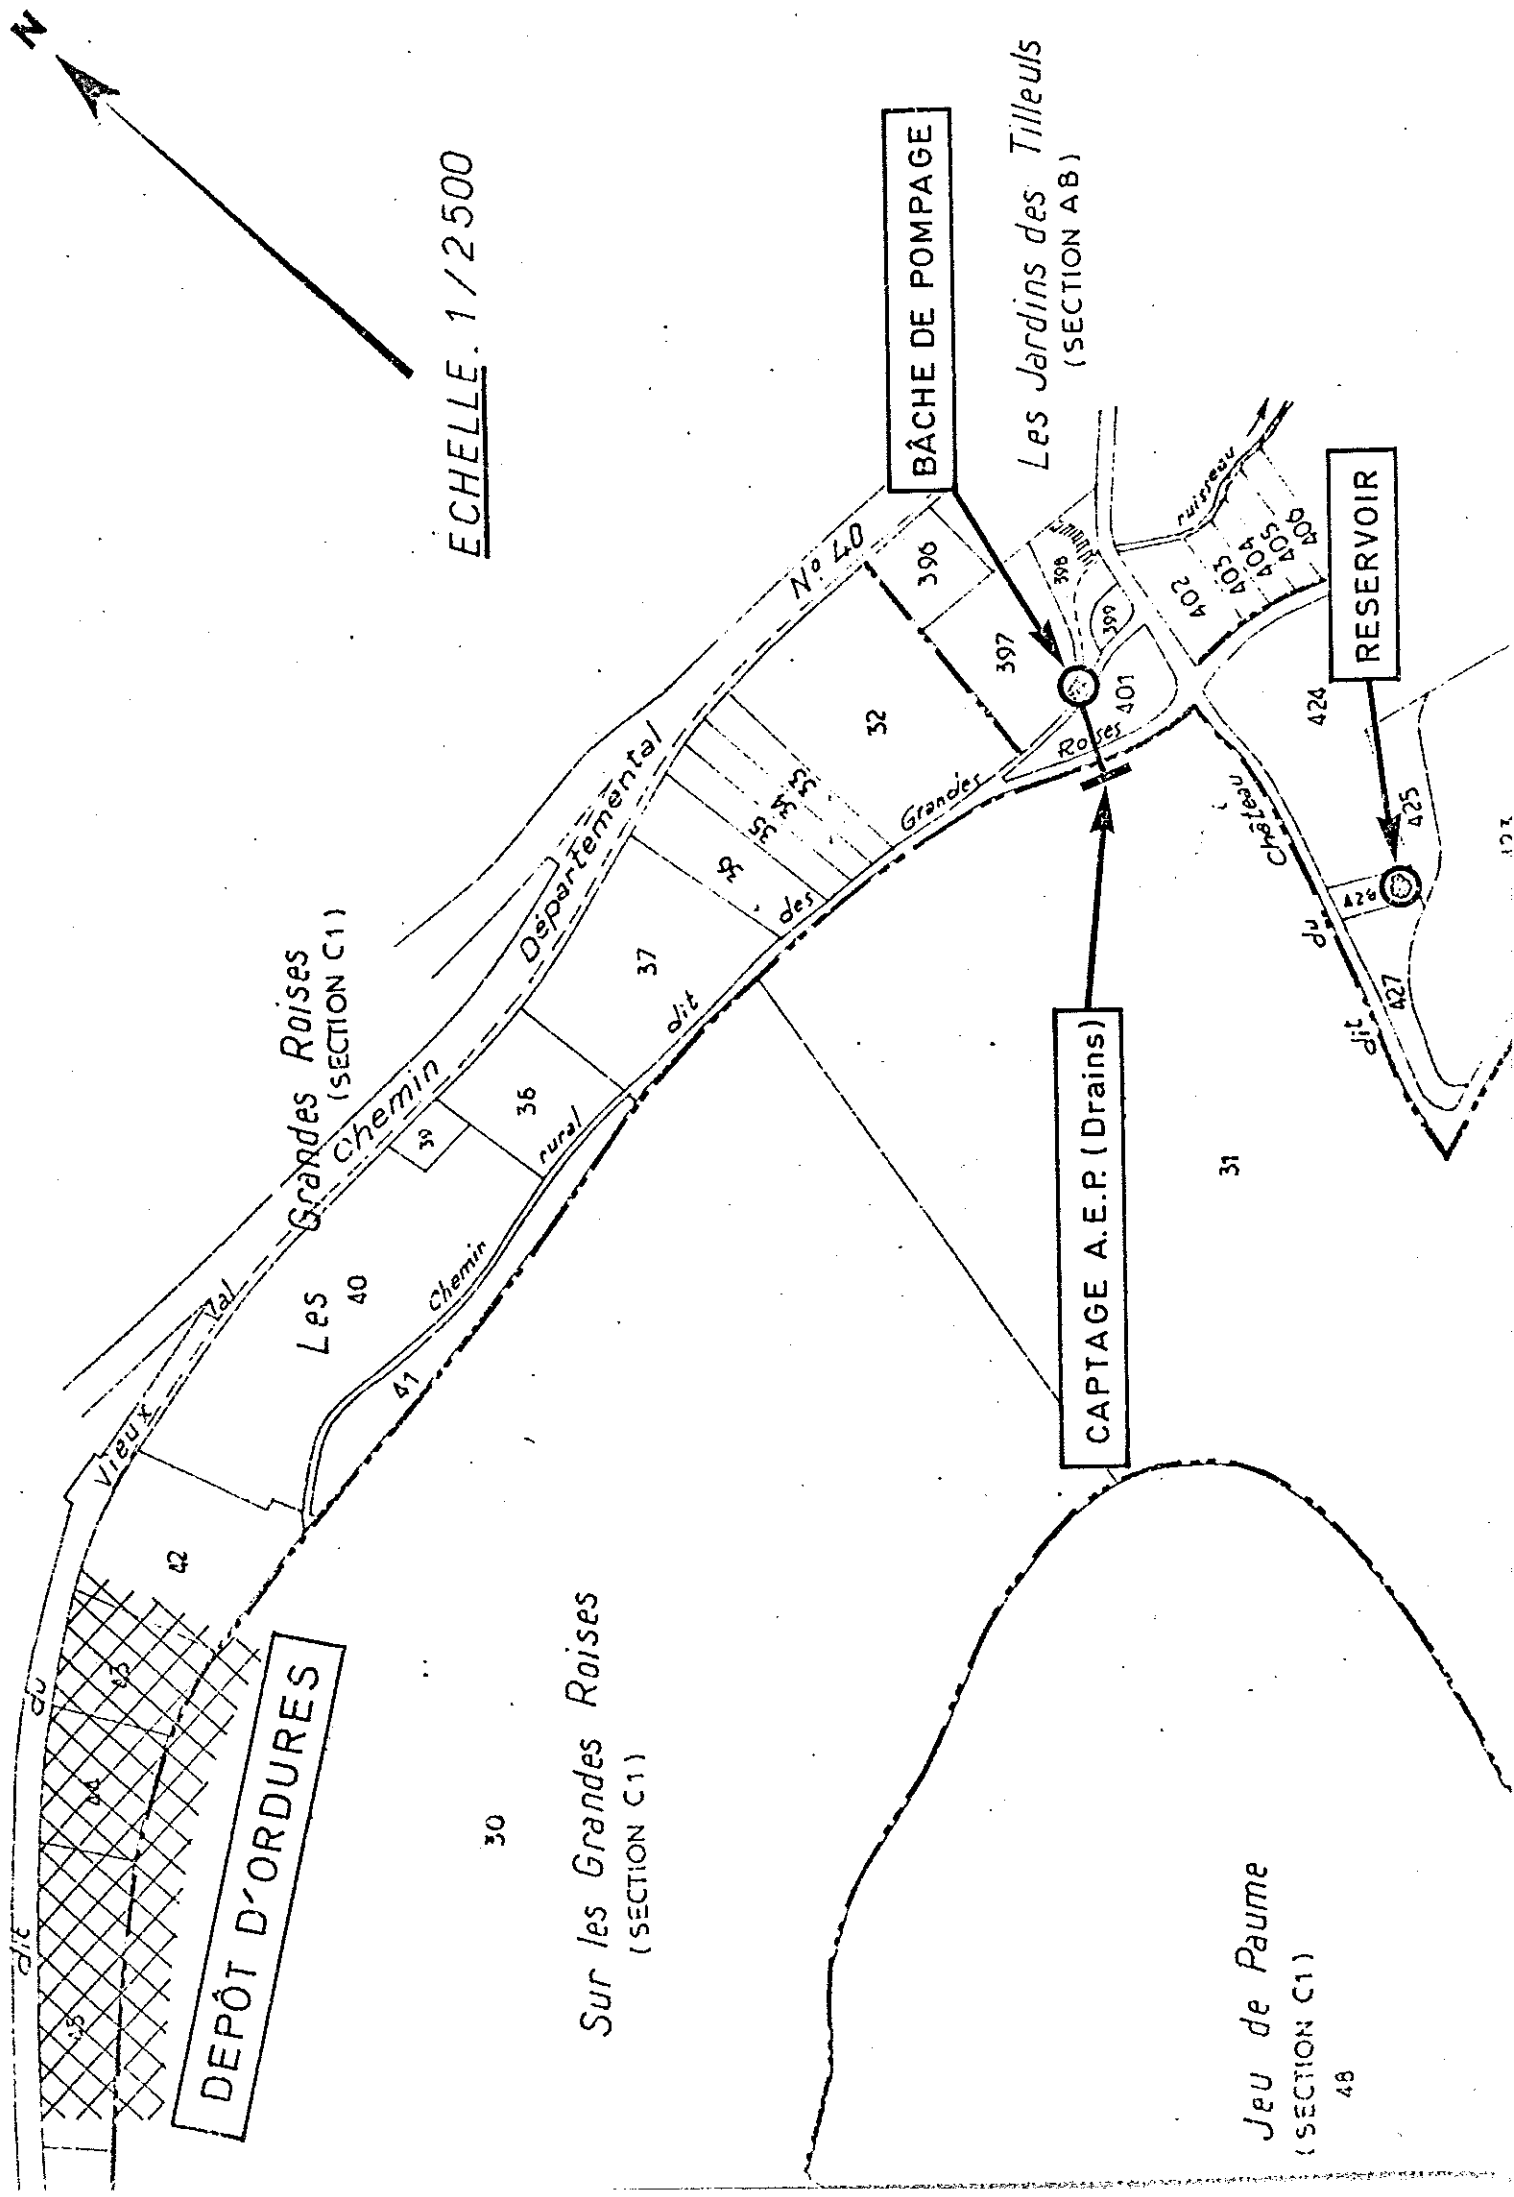 N
ÉCHELLE. 1/2500
BÂCHE DE POMPAGE
Les Jardins des Tilleuls
(SECTION AB)
ruisseau
RESERVOIR
CAPTAGE A.E.P. (Drains)
DEPÔT D'ORDURES
Les Grandes Roises
(SECTION C1)
Sur les Grandes Roises
(SECTION C1)
Jeu de Paume
(SECTION C1)
48
Chemin Départemental N° 40
dit du Vieux Val
Chemin rural dit des Grandes Roises
dit du Château
30
31
32
33
34
35
36
37
36
39
40
41
42
44
396
397
398
399
401
402
403
404
405
406
424
425
426
427